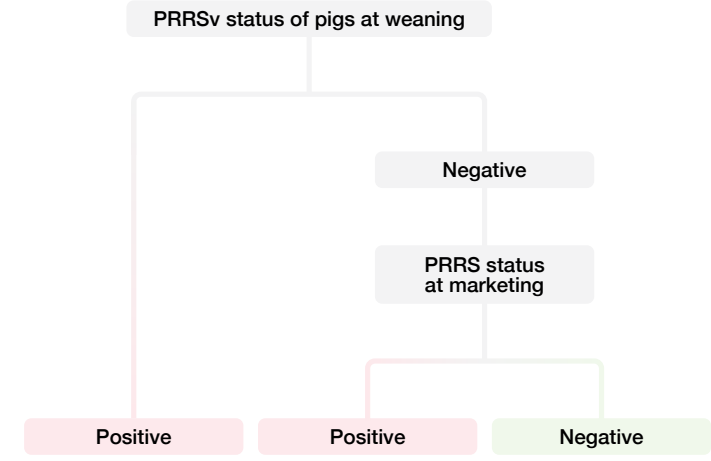 PRRSv status of pigs at weaning
Negative
PRRS status
at marketing
Positive
Positive
Negative